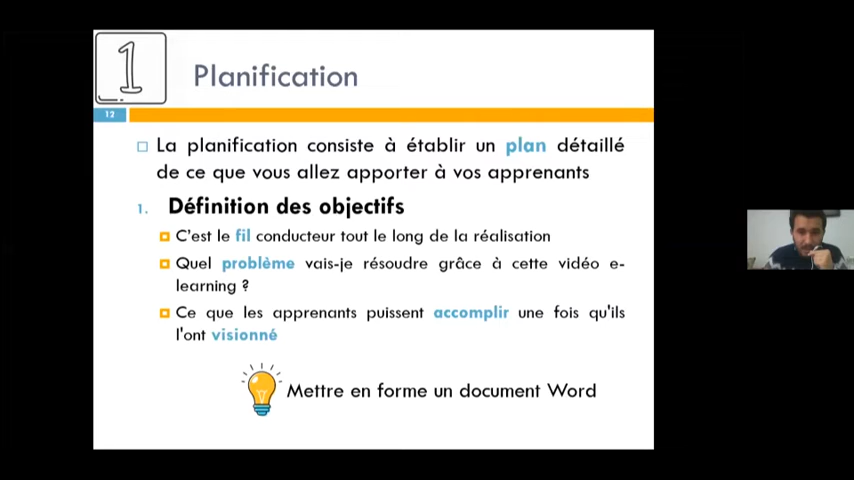 1
Planification
12
La planification consiste à établir un plan détaillé
de ce que vous allez apporter à vos apprenants
1. Définition des objectifs
C'est le fil conducteur tout le long de la réalisation
Quel problème vais-je résoudre grâce à cette vidéo e-
learning ?
Ce que les apprenants puissent accomplir une fois qu'ils
l'ont visionné
Mettre en forme un document Word